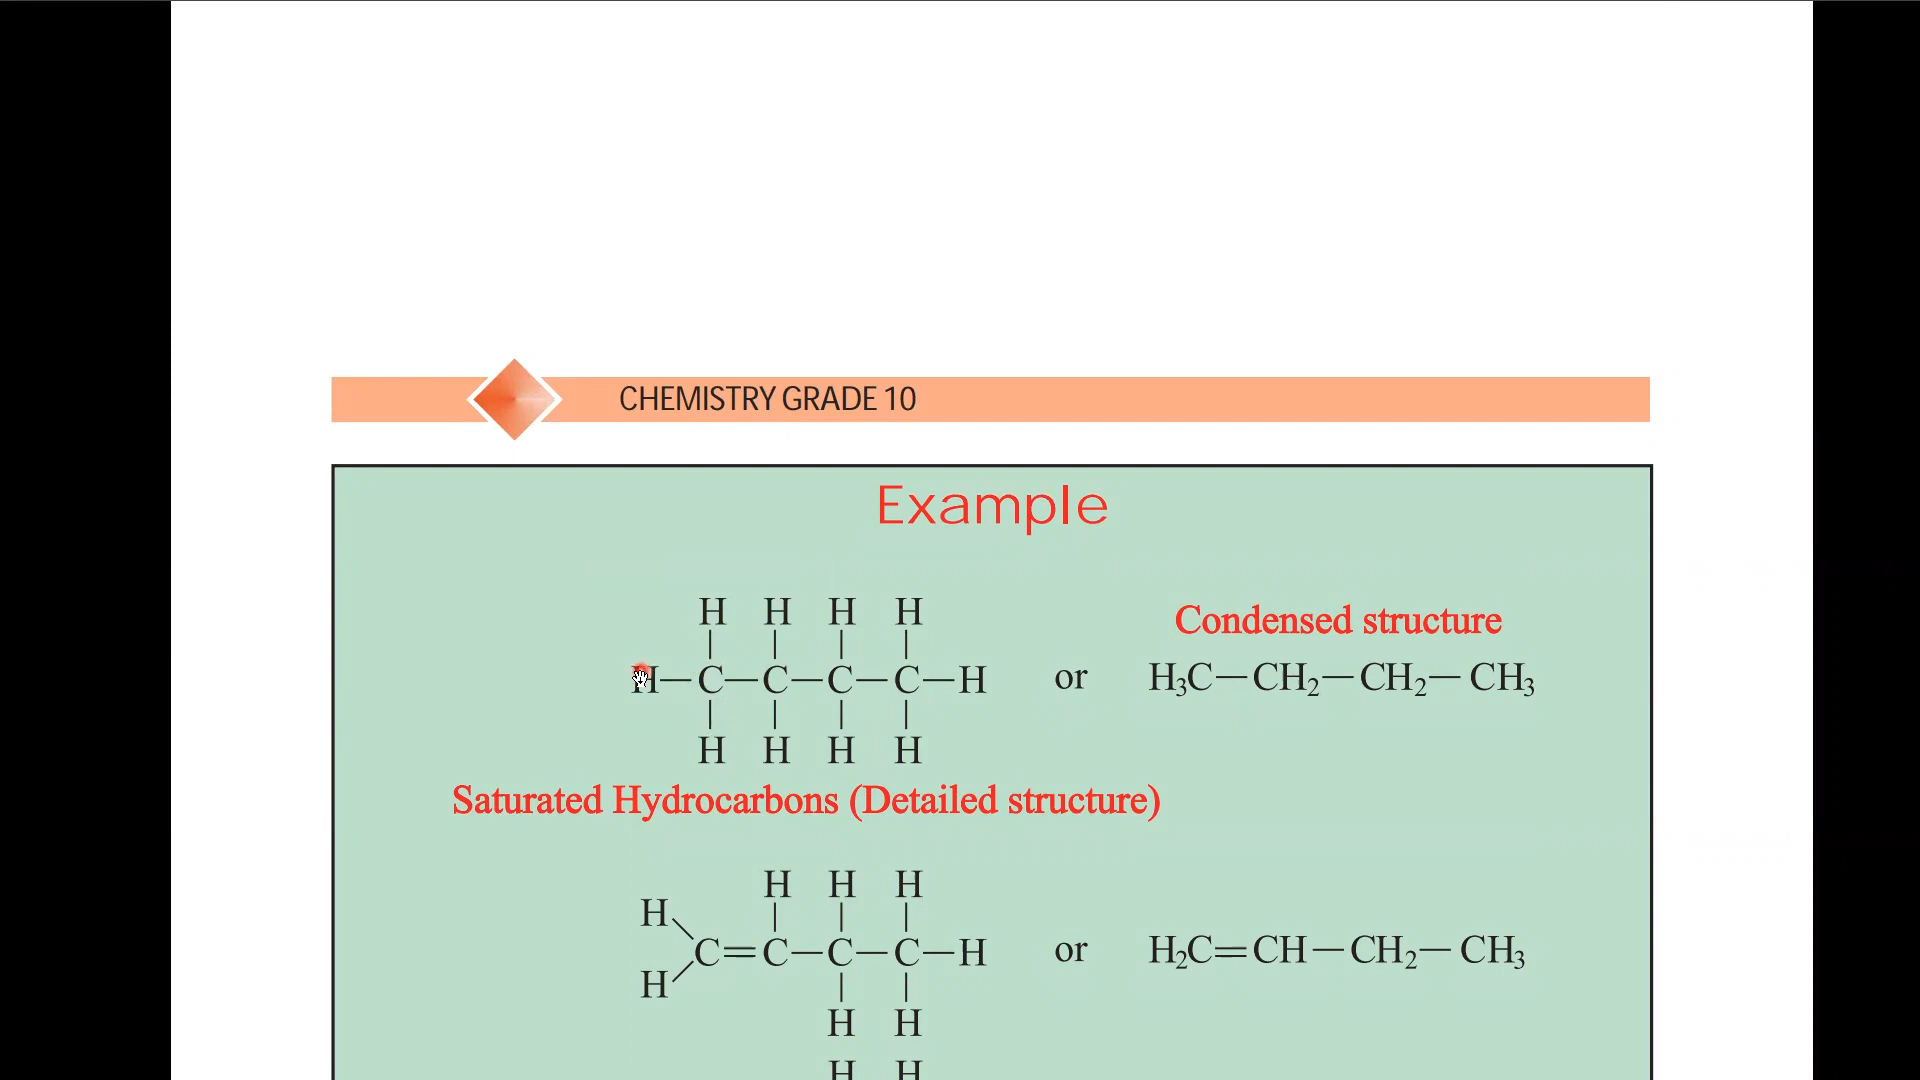 CHEMISTRY GRADE 10
Example
H H H H
Condensed structure
H—C—C—C—C—H or H₃C—CH₂—CH₂—CH₃
H H H H
Saturated Hydrocarbons (Detailed structure)
H H H
H
C=C—C—C—H or H₂C=CH—CH₂—CH₃
H
H H
H H